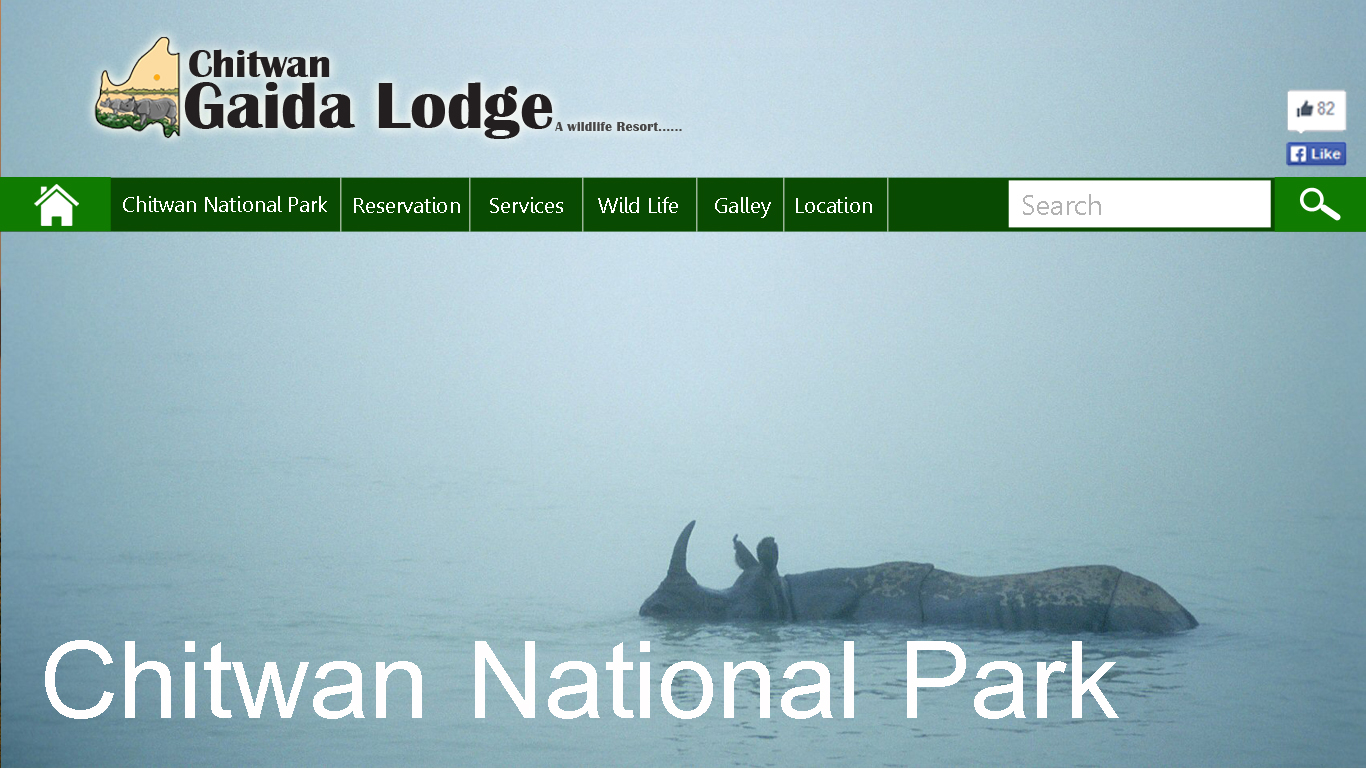 Chitwan
Gaida Lodge
A wildlife Resort......
82
Like
Chitwan National Park
Reservation
Services
Wild Life
Galley
Location
Search
Chitwan National Park